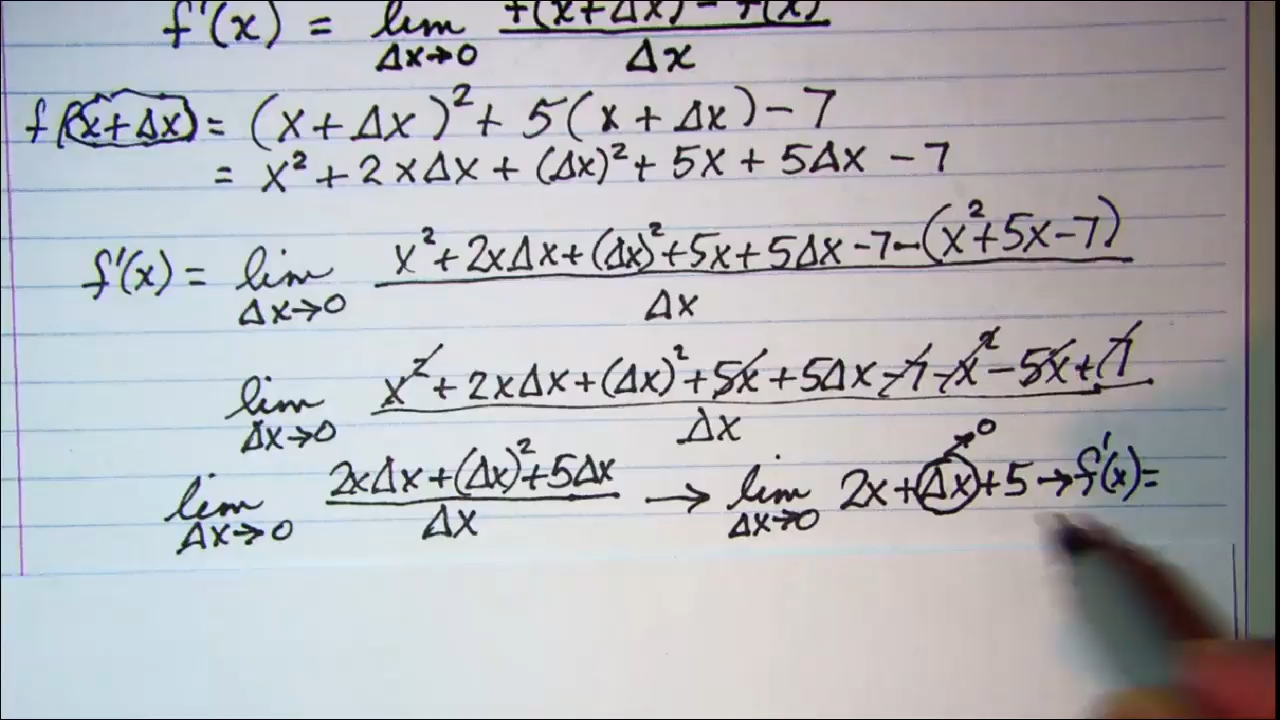 f'(x) = lim Δx→0 f(x+Δx) - f(x) / Δx
f(x+Δx) = (x + Δx)² + 5(x + Δx) - 7
= x² + 2xΔx + (Δx)² + 5x + 5Δx - 7
f'(x) = lim Δx→0 x² + 2xΔx + (Δx)² + 5x + 5Δx - 7 - (x² + 5x - 7) / Δx
lim Δx→0 x² + 2xΔx + (Δx)² + 5x + 5Δx - 7 - x² - 5x + 7 / Δx
lim Δx→0 2xΔx + (Δx)² + 5Δx / Δx → lim Δx→0 2x + Δx + 5 → f'(x) =
0